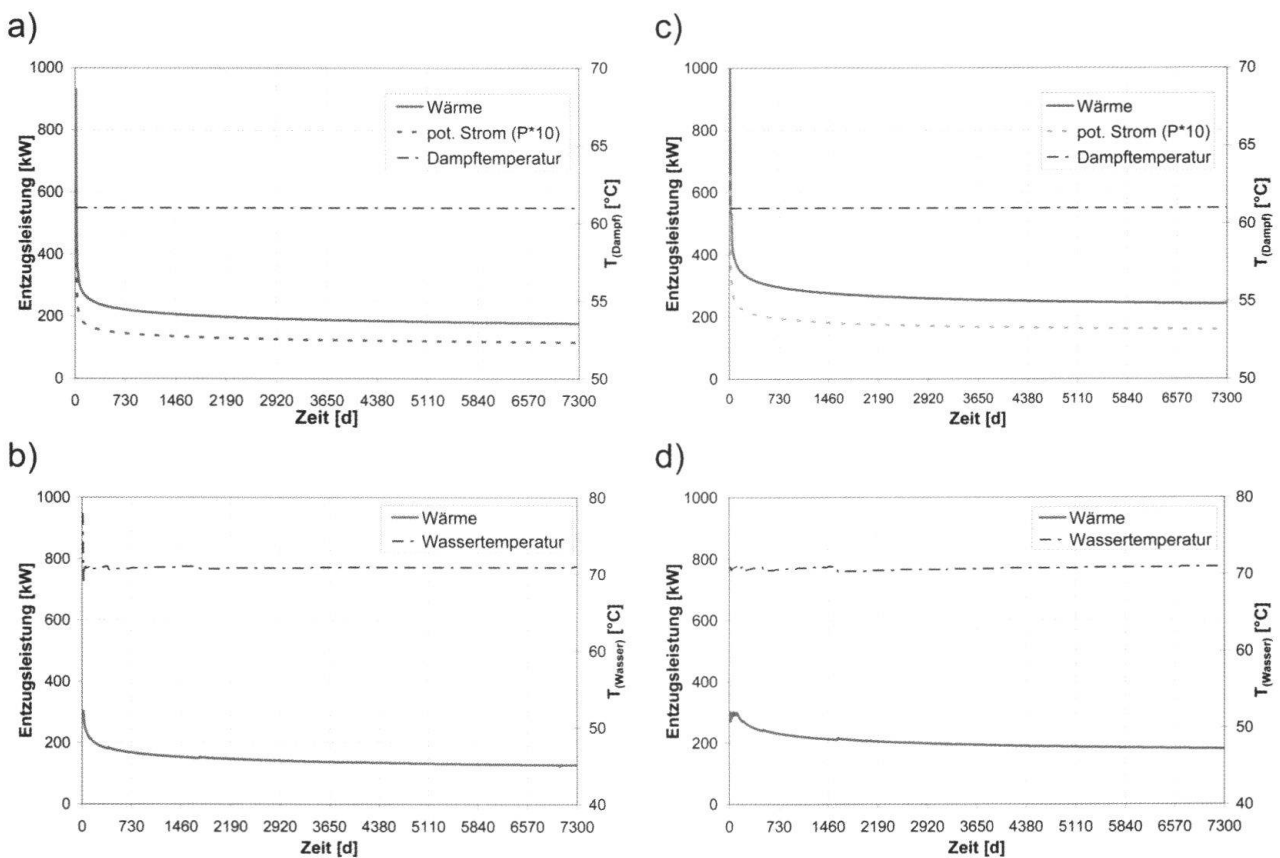 a)
1000
800
600
400
200
0
Entzugsleistung [kW]
70
65
60
55
50
T(Dampf) [°C]
Wärme
pot. Strom (P*10)
Dampftemperatur
0 730 1460 2190 2920 3650 4380 5110 5840 6570 7300
Zeit [d]
c)
1000
800
600
400
200
0
Entzugsleistung [kW]
70
65
60
55
50
T(Dampf) [°C]
Wärme
pot. Strom (P*10)
Dampftemperatur
0 730 1460 2190 2920 3650 4380 5110 5840 6570 7300
Zeit [d]
b)
1000
800
600
400
200
0
Entzugsleistung [kW]
80
70
60
50
40
T(Wasser) [°C]
Wärme
Wassertemperatur
0 730 1460 2190 2920 3650 4380 5110 5840 6570 7300
Zeit [d]
d)
1000
800
600
400
200
0
Entzugsleistung [kW]
80
70
60
50
40
T(Wasser) [°C]
Wärme
Wassertemperatur
0 730 1460 2190 2920 3650 4380 5110 5840 6570 7300
Zeit [d]